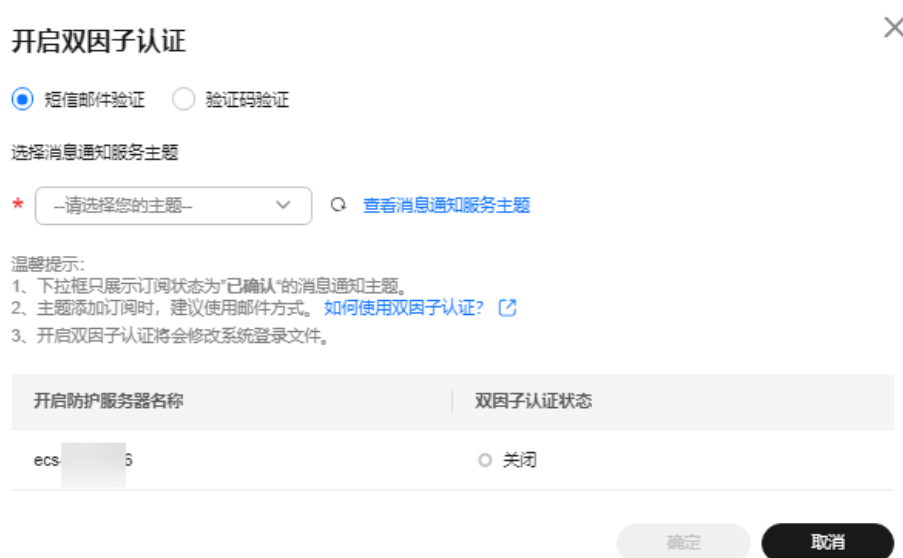 开启双因子认证
短信邮件验证 验证码验证
选择消息通知服务主题
* --请选择您的主题-- 查看消息通知服务主题
温馨提示：
1、下拉框只展示订阅状态为"已确认"的消息通知主题。
2、主题添加订阅时，建议使用邮件方式。 如何使用双因子认证？
3、开启双因子认证将会修改系统登录文件。
开启防护服务器名称 双因子认证状态
ecs- 6 关闭
确定 取消